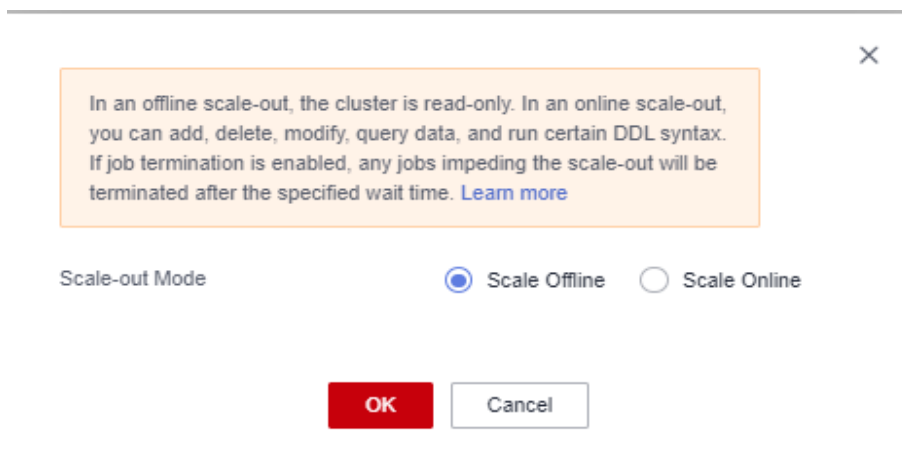 In an offline scale-out, the cluster is read-only. In an online scale-out,
you can add, delete, modify, query data, and run certain DDL syntax.
If job termination is enabled, any jobs impeding the scale-out will be
terminated after the specified wait time. Learn more
Scale-out Mode Scale Offline Scale Online
OK Cancel